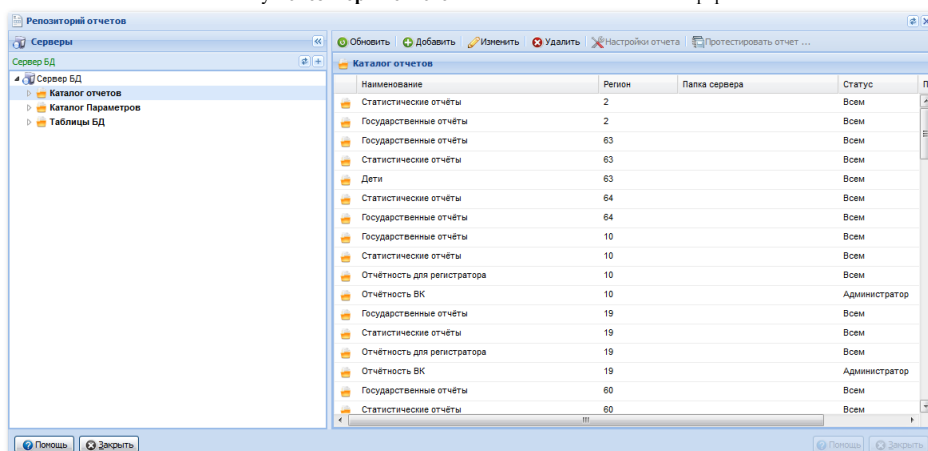 Репозиторий отчетов
Серверы
Сервер БД
Сервер БД
Каталог отчетов
Каталог Параметров
Таблицы БД
Обновить Добавить Изменить Удалить Настройки отчета Протестировать отчет ...
Каталог отчетов
Наименование Регион Папка сервера Статус П
Статистические отчёты 2 Всем
Государственные отчёты 2 Всем
Государственные отчёты 63 Всем
Статистические отчёты 63 Всем
Дети 63 Всем
Статистические отчёты 64 Всем
Государственные отчёты 64 Всем
Государственные отчёты 10 Всем
Статистические отчёты 10 Всем
Отчётность для регистратора 10 Всем
Отчётность ВК 10 Администратор
Государственные отчёты 19 Всем
Статистические отчёты 19 Всем
Отчётность для регистратора 19 Всем
Отчётность ВК 19 Администратор
Государственные отчёты 60 Всем
Статистические отчёты 60 Всем
Помощь Закрыть Помощь Закрыть